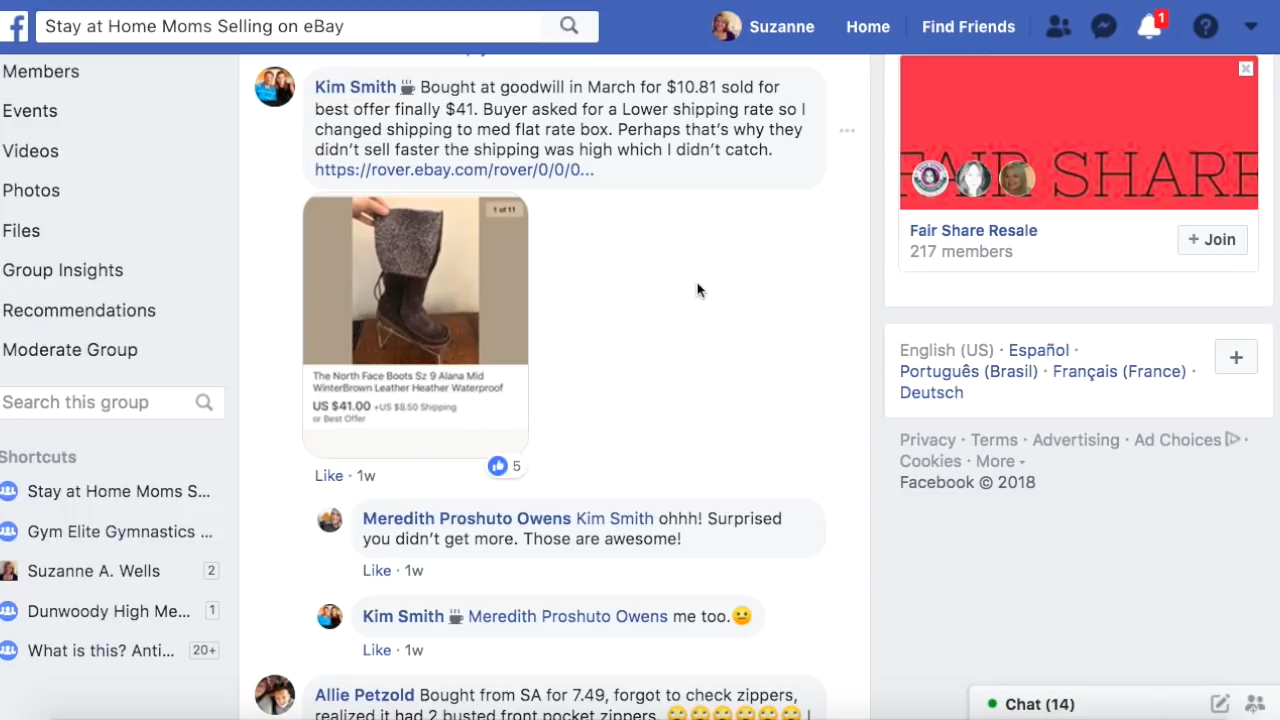 Stay at Home Moms Selling on eBay
Suzanne
Home
Find Friends
1
Members
Events
Videos
Photos
Files
Group Insights
Recommendations
Moderate Group
Search this group
Shortcuts
Stay at Home Moms S...
Gym Elite Gymnastics ...
Suzanne A. Wells 2
Dunwoody High Me... 1
What is this? Anti... 20+
Kim Smith ☕ Bought at goodwill in March for $10.81 sold for
best offer finally $41. Buyer asked for a Lower shipping rate so I
changed shipping to med flat rate box. Perhaps that's why they
didn't sell faster the shipping was high which I didn't catch.
https://rover.ebay.com/rover/0/0/0...
1 of 11
The North Face Boots Sz 9 Alana Mid
WinterBrown Leather Heather Waterproof
US $41.00 +US $8.50 Shipping
or Best Offer
5
Like · 1w
Meredith Proshuto Owens Kim Smith ohhh! Surprised
you didn't get more. Those are awesome!
Like · 1w
Kim Smith ☕ Meredith Proshuto Owens me too.😐
Like · 1w
Allie Petzold Bought from SA for 7.49, forgot to check zippers,
realized it had 2 busted front pocket zippers. 🙄🙄🙄🙄🙄🙄 I
FAIR SHARE
Fair Share Resale
217 members
+ Join
English (US) · Español ·
Português (Brasil) · Français (France) ·
Deutsch
+
Privacy · Terms · Advertising · Ad Choices ·
Cookies · More
Facebook © 2018
Chat (14)